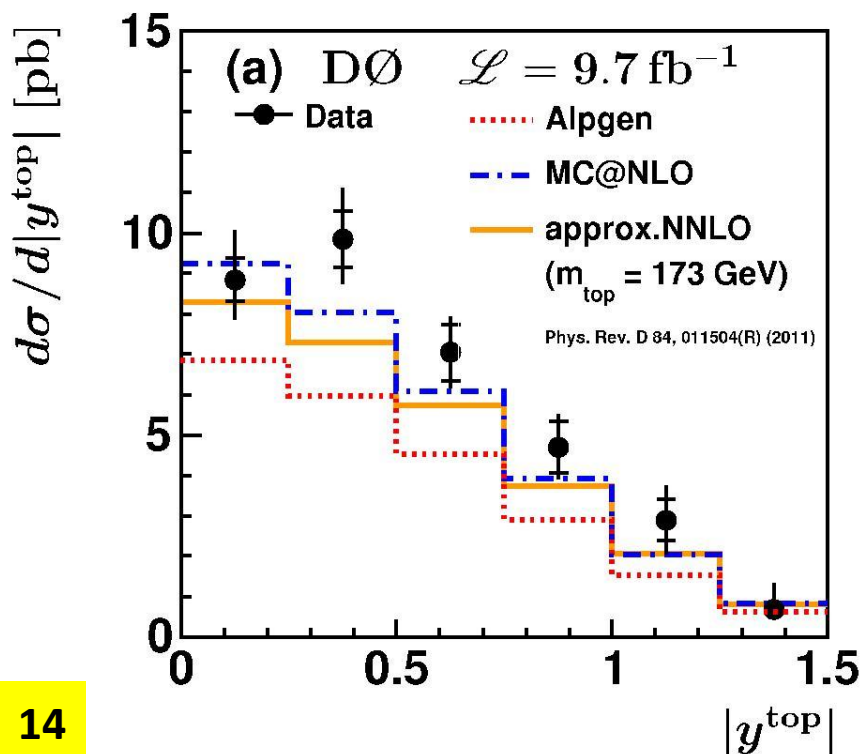 dσ/d|y^top| [pb]
15
10
5
0
(a) DØ ℒ = 9.7 fb⁻¹
Data
Alpgen
MC@NLO
approx.NNLO
(m_top = 173 GeV)
Phys. Rev. D 84, 011504(R) (2011)
0 0.5 1 1.5
|y^top|
14